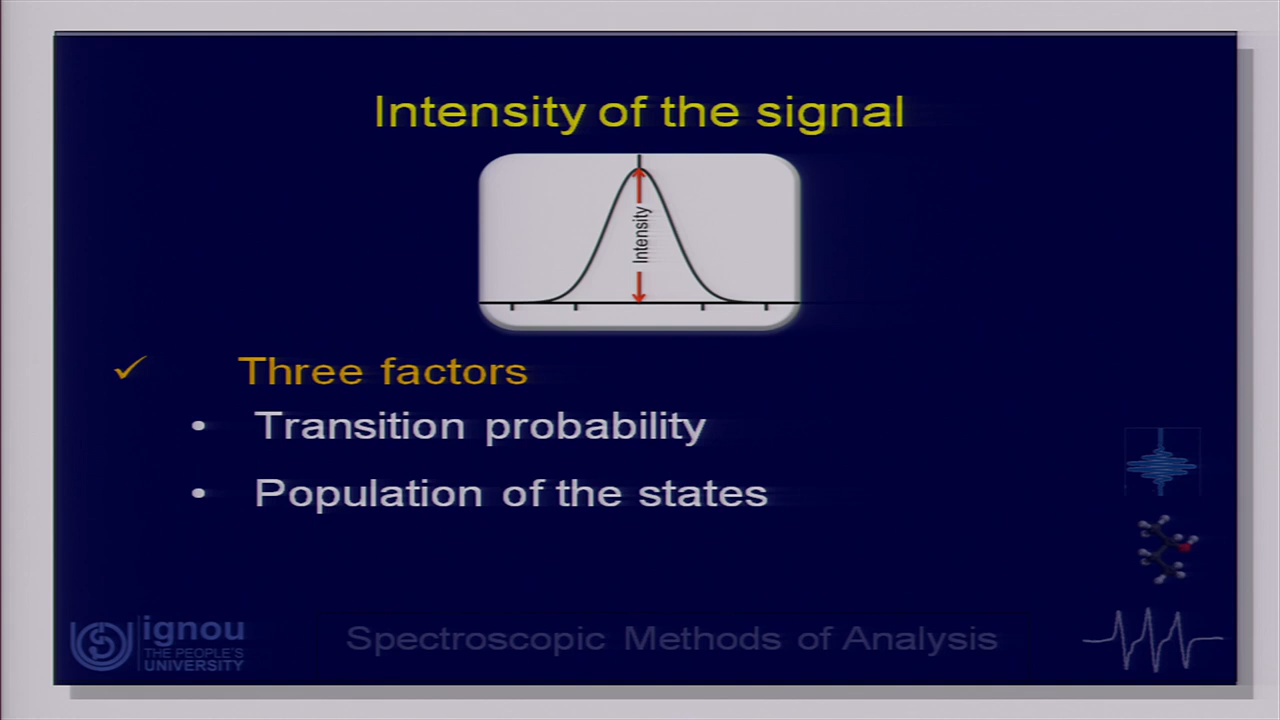 Intensity of the signal
Intensity
✓ Three factors
• Transition probability
• Population of the states
ignou
THE PEOPLE'S
UNIVERSITY
Spectroscopic Methods of Analysis